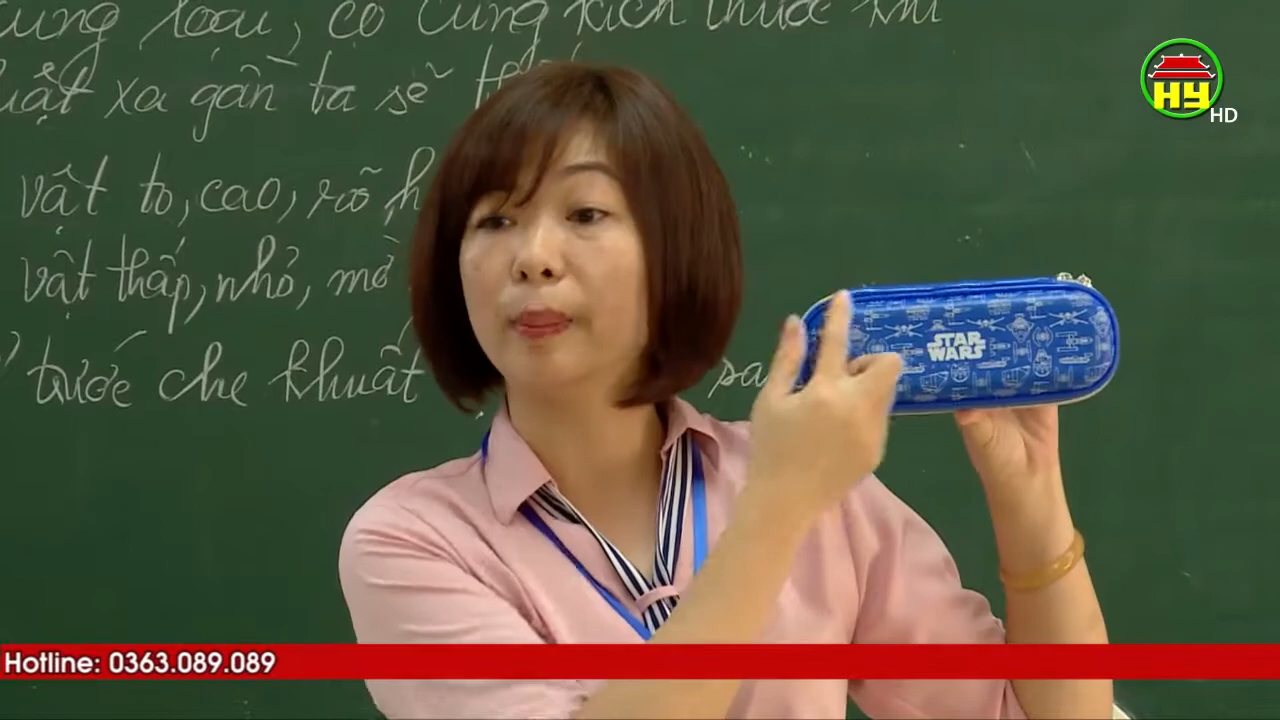 cùng loại, có cùng kích thước khi
xa gần ta sẽ
vật to, cao, rõ
vật thấp, nhỏ, mờ
trước che khuất
STAR
WARS
HY
HD
Hotline: 0363.089.089